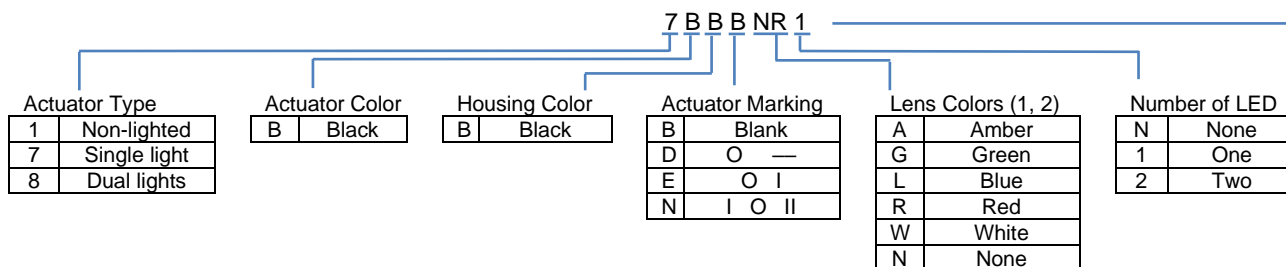 7 B B B NR 1
Actuator Type
1 Non-lighted
7 Single light
8 Dual lights
Actuator Color
B Black
Housing Color
B Black
Actuator Marking
B Blank
D O —
E O I
N I O II
Lens Colors (1, 2)
A Amber
G Green
L Blue
R Red
W White
N None
Number of LED
N None
1 One
2 Two